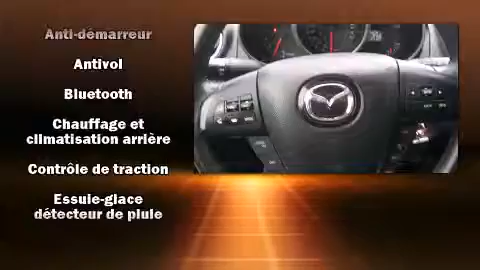 Anti-démarreur
Antivol
Bluetooth
Chauffage et
climatisation arrière
Contrôle de traction
Essuie-glace
détecteur de pluie